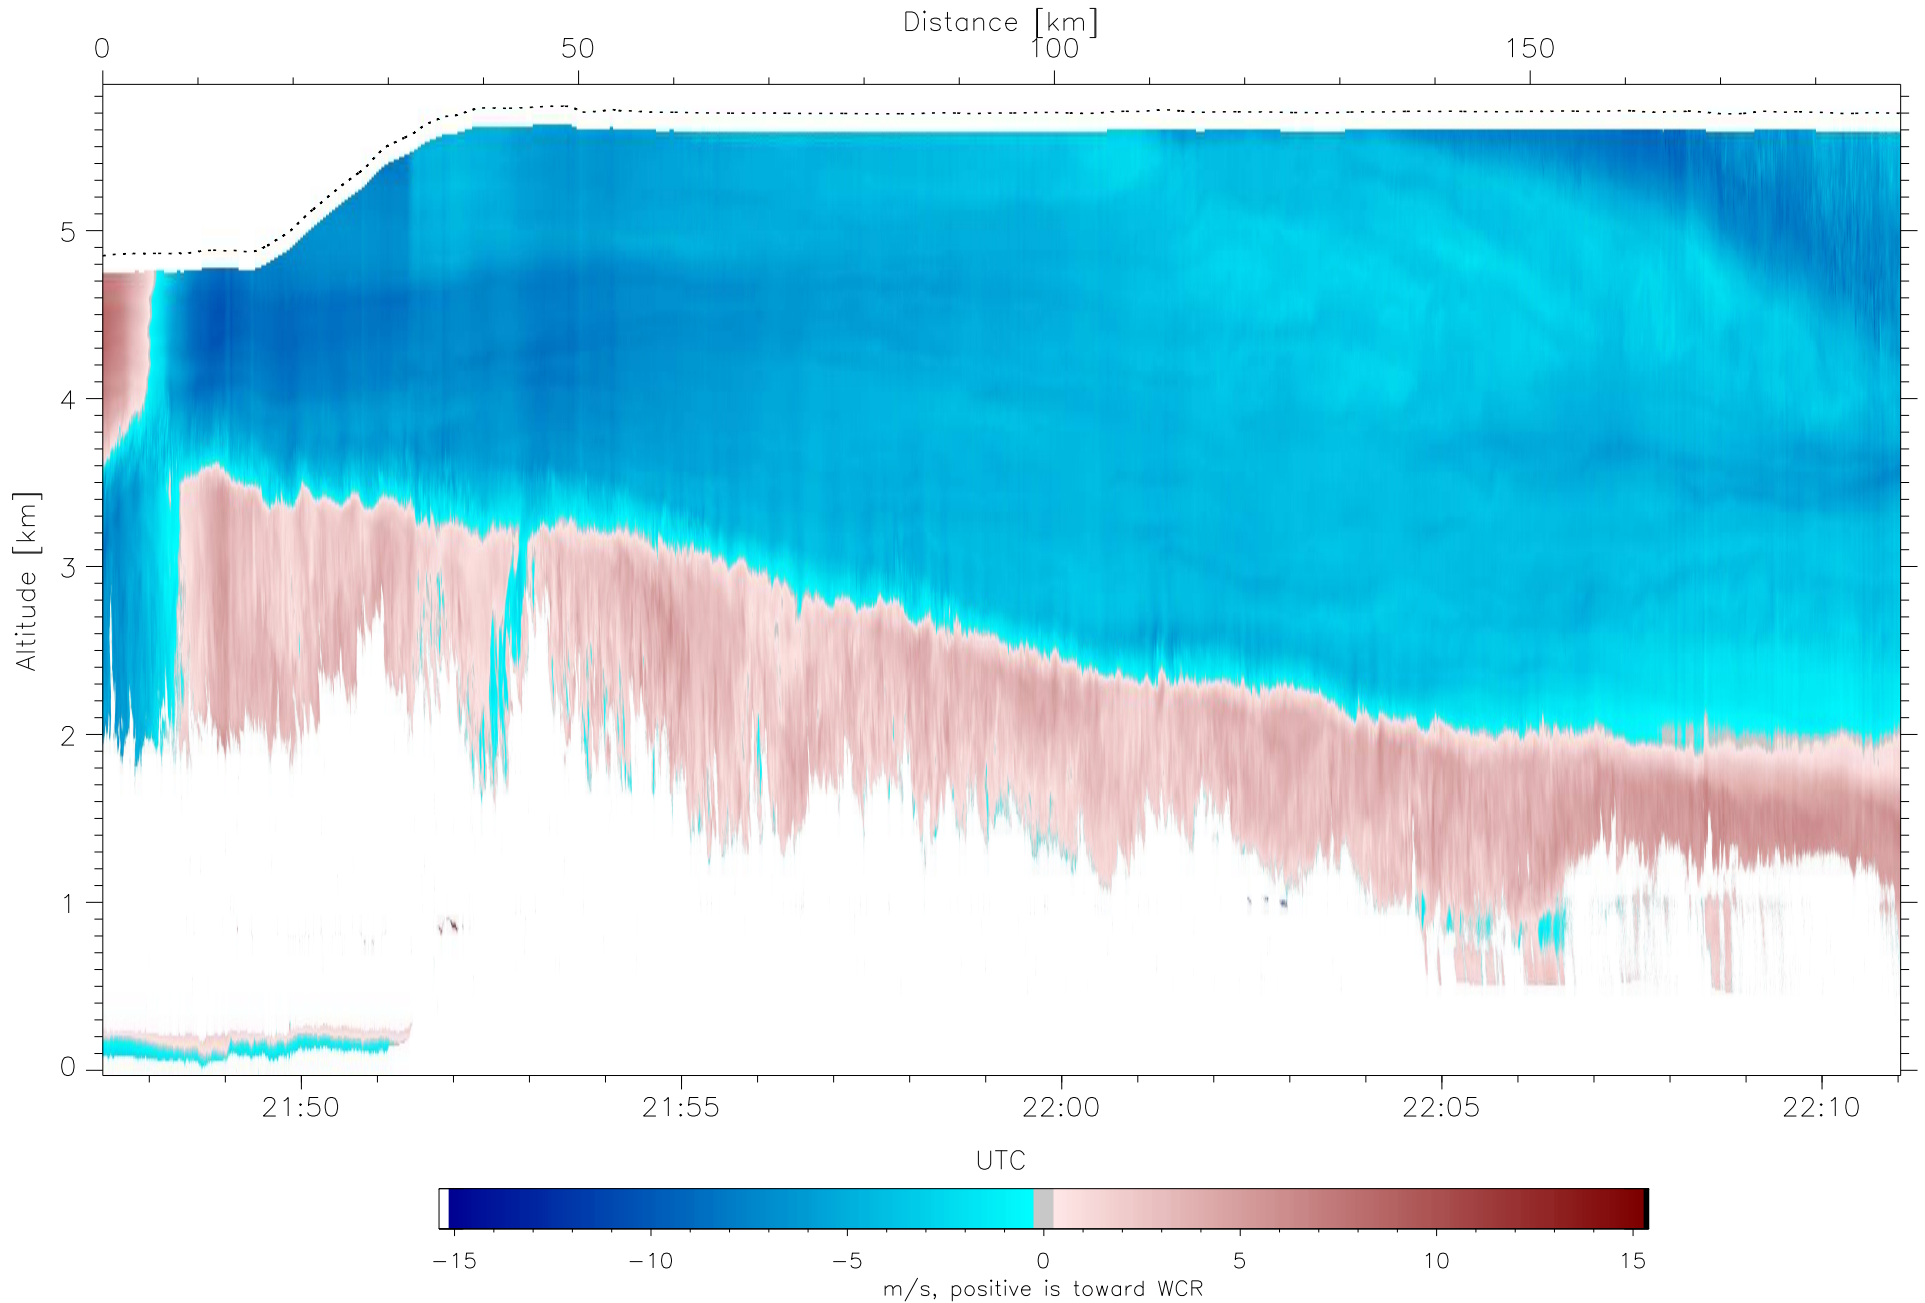 Distance [km]
0 50 100 150
5
4
3
2
1
0
Altitude [km]
21:50 21:55 22:00 22:05 22:10
UTC
−15 −10 −5 0 5 10 15
m/s, positive is toward WCR